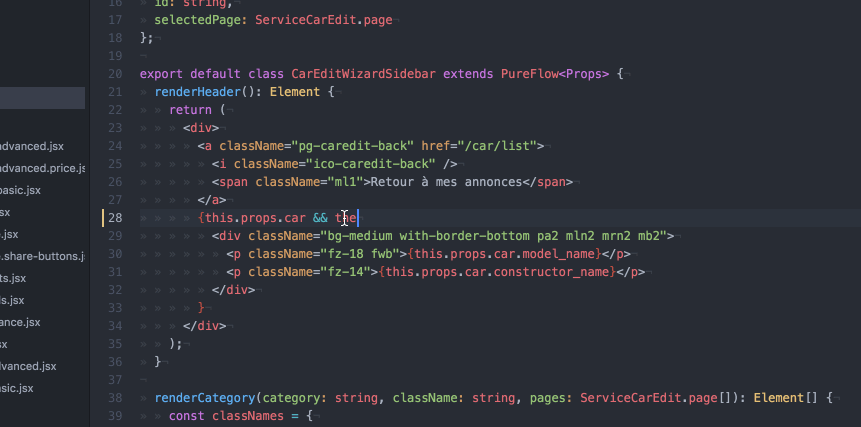 16 id: string,
17 selectedPage: ServiceCarEdit.page
18 };
19
20 export default class CarEditWizardSidebar extends PureFlow<Props> {
21 renderHeader(): Element {
22 return (
23 <div>
24 <a className="pg-caredit-back" href="/car/list">
25 <i className="ico-caredit-back" />
26 <span className="ml1">Retour à mes annonces</span>
27 </a>
28 {this.props.car && the
29 <div className="bg-medium with-border-bottom pa2 mln2 mrn2 mb2">
30 <p className="fz-18 fwb">{this.props.car.model_name}</p>
31 <p className="fz-14">{this.props.car.constructor_name}</p>
32 </div>
33 }
34 </div>
35 );
36 }
37
38 renderCategory(category: string, className: string, pages: ServiceCarEdit.page[]): Element[] {
39 const classNames = {
advanced.jsx
advanced.price.js
basic.jsx
sx
e.jsx
.share-buttons.j
ts.jsx
ls.jsx
ance.jsx
sx
dvanced.jsx
asic.jsx